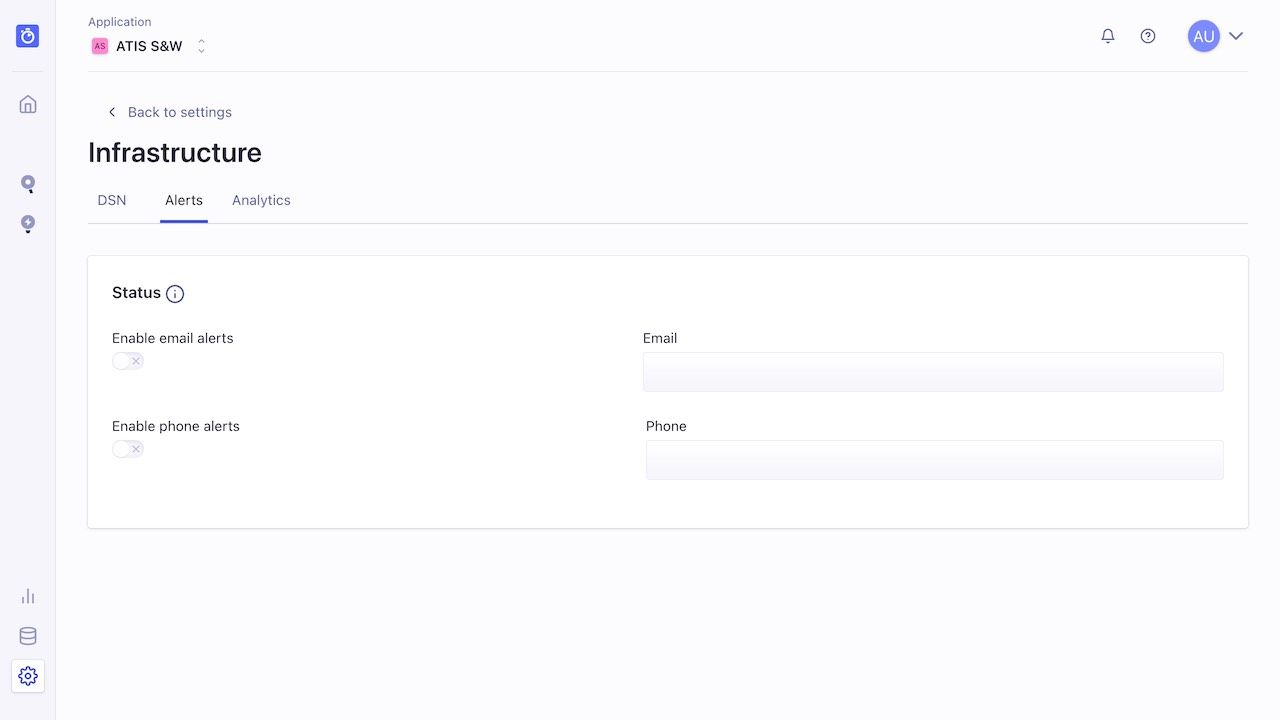 Application
AS ATIS S&W
AU
Back to settings
Infrastructure
DSN Alerts Analytics
Status
Enable email alerts
Email
Enable phone alerts
Phone